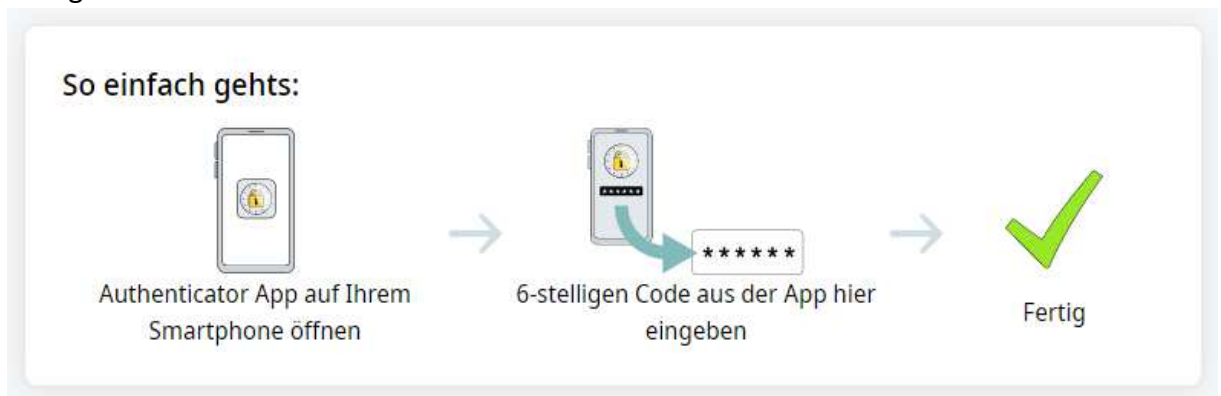 So einfach gehts:
******
******
Authenticator App auf Ihrem
Smartphone öffnen
6-stelligen Code aus der App hier
eingeben
Fertig